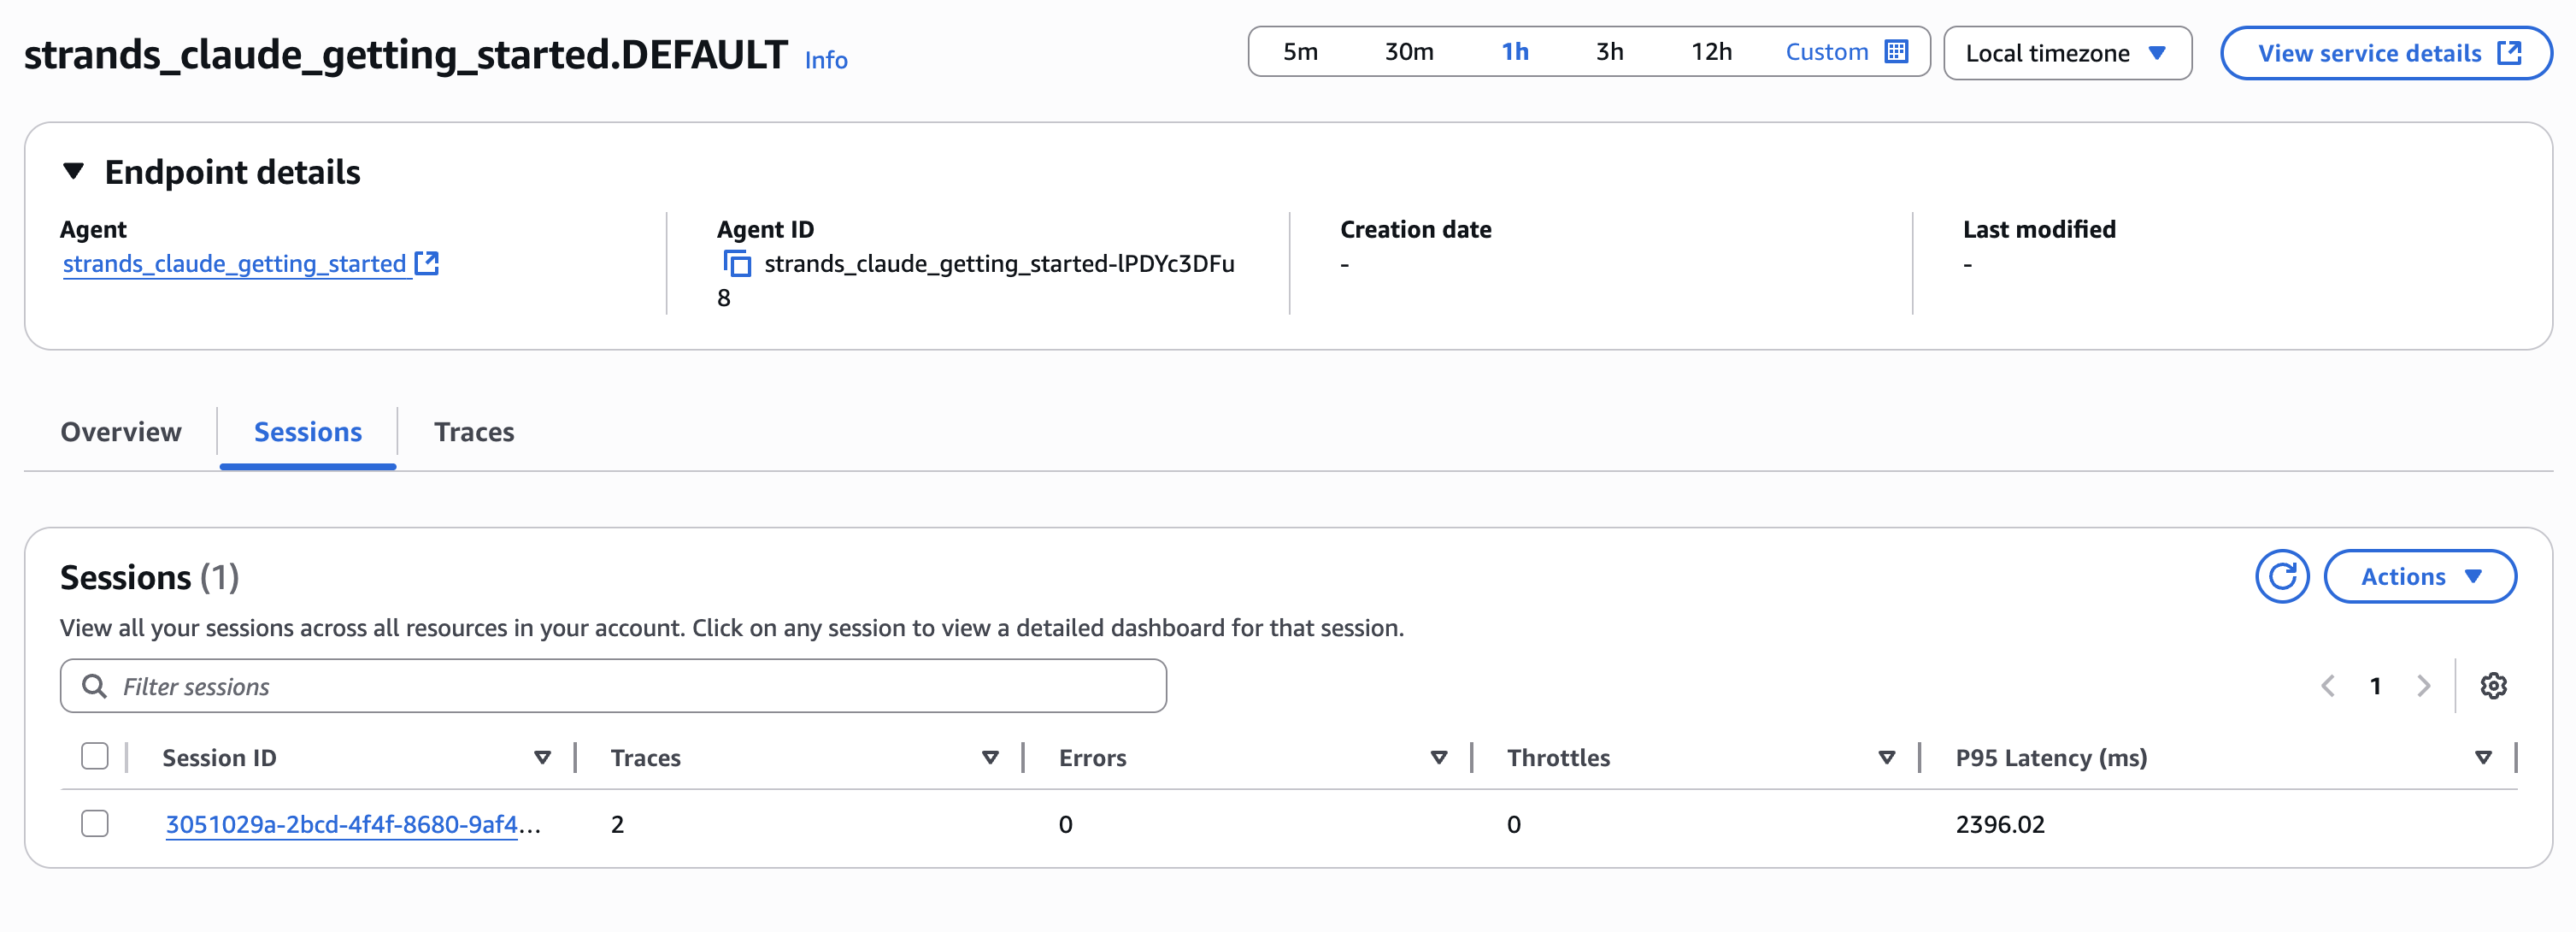 strands_claude_getting_started.DEFAULT Info
5m 30m 1h 3h 12h Custom
Local timezone
View service details
Endpoint details
Agent
strands_claude_getting_started
Agent ID
strands_claude_getting_started-lPDYc3DFu
8
Creation date
-
Last modified
-
Overview Sessions Traces
Sessions (1)
Actions
View all your sessions across all resources in your account. Click on any session to view a detailed dashboard for that session.
Filter sessions
1
Session ID Traces Errors Throttles P95 Latency (ms)
3051029a-2bcd-4f4f-8680-9af4... 2 0 0 2396.02